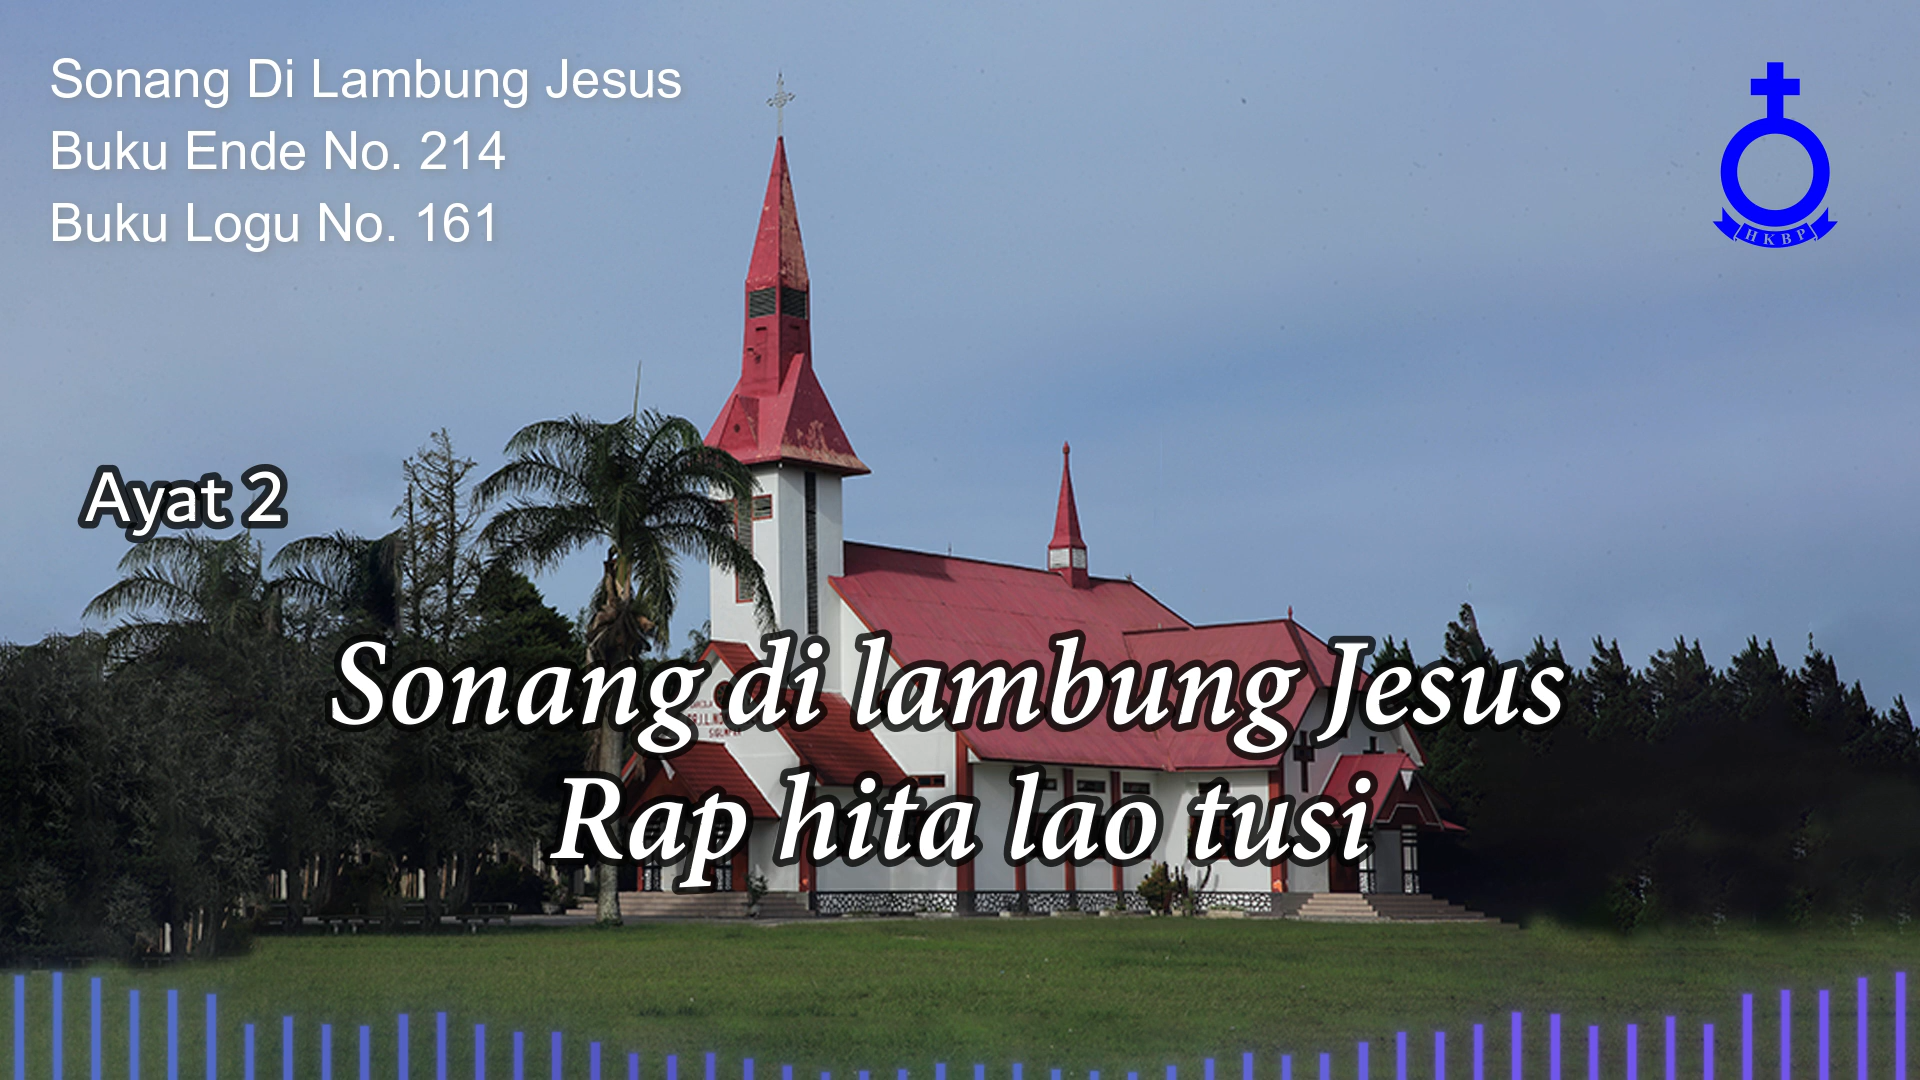 Sonang Di Lambung Jesus
Buku Ende No. 214
Buku Logu No. 161
HKBP
Ayat 2
Sonang di lambung Jesus
Rap hita lao tusi